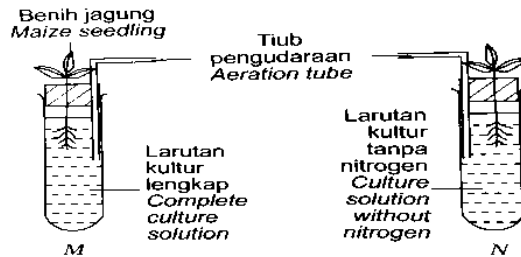 Benih jagung
Maize seedling
Tiub
pengudaraan
Aeration tube
Larutan
kultur
lengkap
Complete
culture
solution
Larutan
kultur
tanpa
nitrogen
Culture
solution
without
nitrogen
M
N